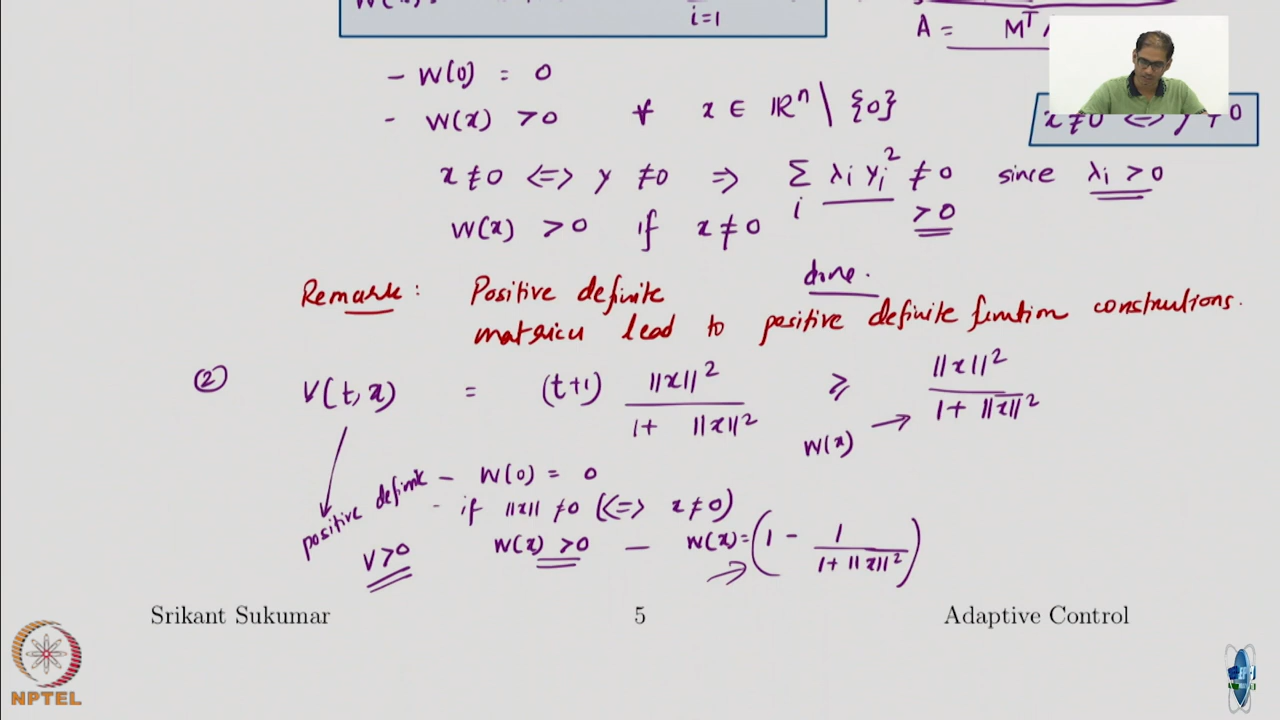 W(x)
i=1
A = M^T
- W(0) = 0
- W(x) > 0 ∀ x ∈ ℝ^n \ {0}
x ≠ 0 <=> y ≠ 0
x ≠ 0 <=> y ≠ 0 => Σ_i λ_i y_i^2 ≠ 0 since λ_i > 0
W(x) > 0 if x ≠ 0 > 0
done.
Remark: Positive definite
matrices lead to positive definite function constructions.
② V(t, x) = (t+1) ||x||^2 / (1 + ||x||^2) ≥ ||x||^2 / (1 + ||x||^2)
W(x) →
positive definite - W(0) = 0
- if ||x|| ≠ 0 (<=> x ≠ 0)
V > 0 W(x) > 0 — W(x) = (1 - 1 / (1 + ||x||^2))
Srikant Sukumar 5 Adaptive Control
NPTEL